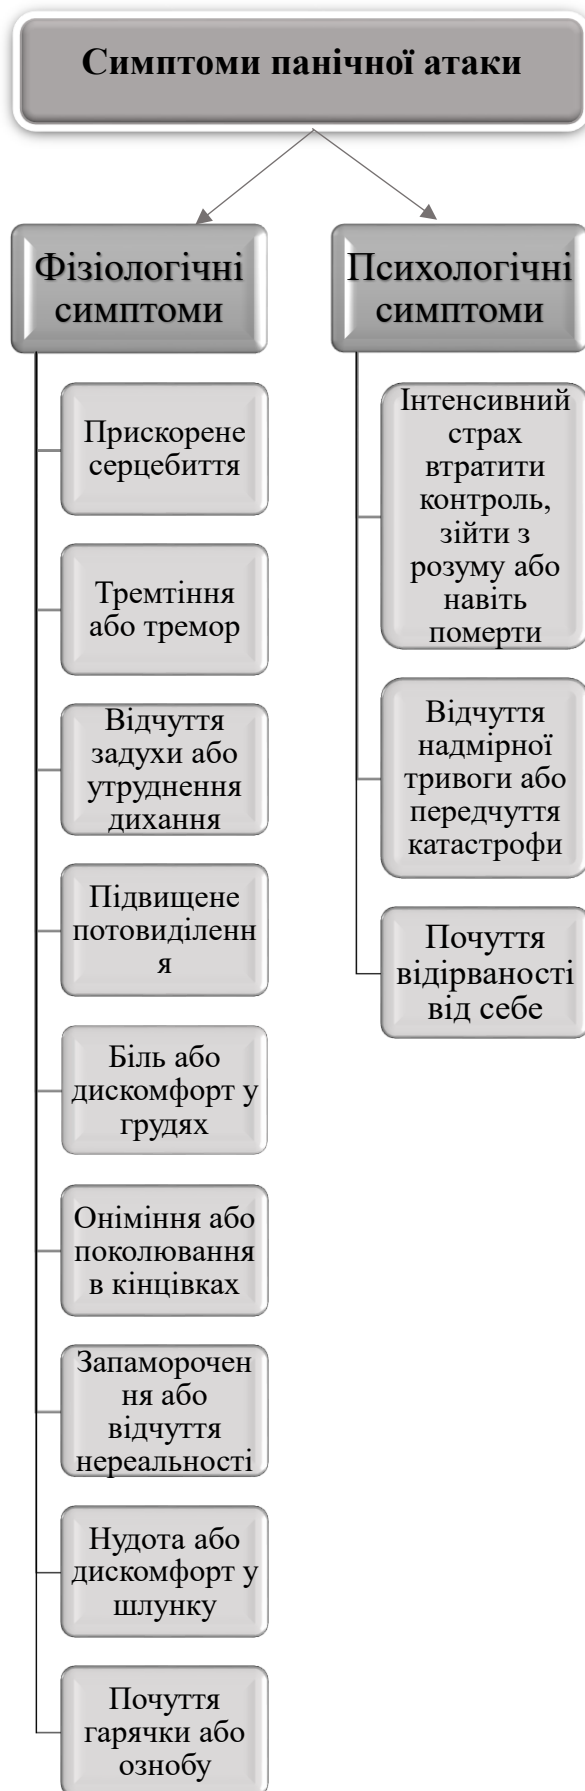 Симптоми панічної атаки
Фізіологічні
симптоми
Прискорене
серцебиття
Тремтіння
або тремор
Відчуття
задухи або
утруднення
дихання
Підвищене
потовиділенн
я
Біль або
дискомфорт у
грудях
Оніміння або
поколювання
в кінцівках
Запаморочен
ня або
відчуття
нереальності
Нудота або
дискомфорт у
шлунку
Почуття
гарячки або
ознобу
Психологічні
симптоми
Інтенсивний
страх
втратити
контроль,
зійти з
розуму або
навіть
померти
Відчуття
надмірної
тривоги або
передчуття
катастрофи
Почуття
відірваності
від себе